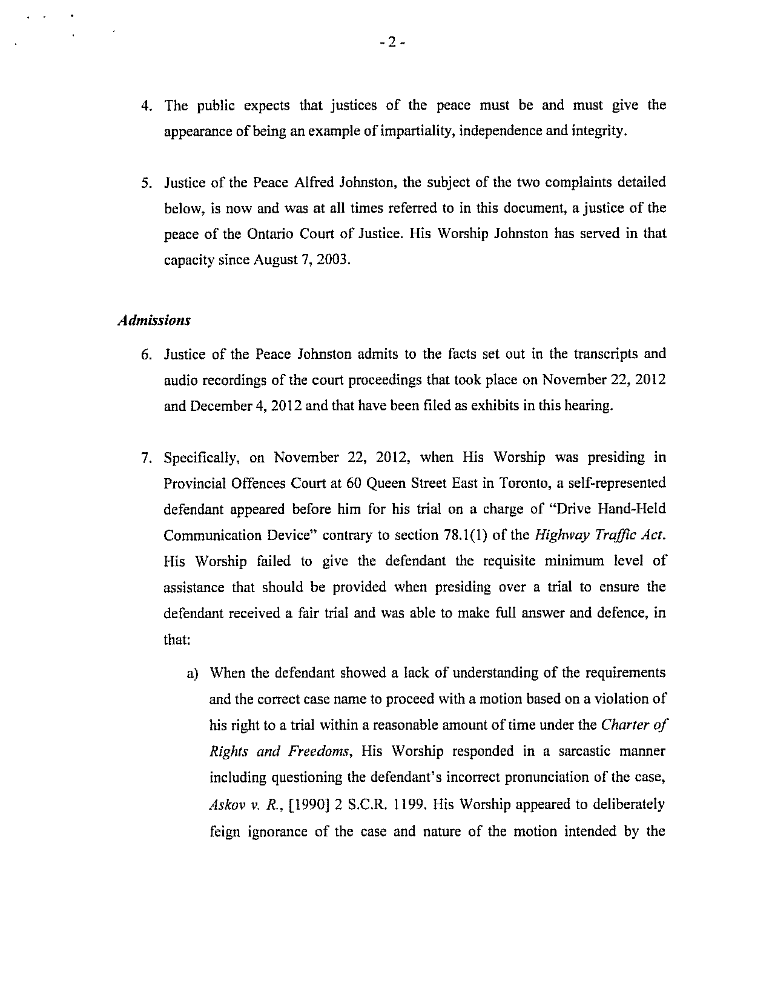 -2-
4. The public expects that justices of the peace must be and must give the
appearance of being an example of impartiality, independence and integrity.
5. Justice of the Peace Alfred Johnston, the subject of the two complaints detailed
below, is now and was at all times referred to in this document, a justice of the
peace of the Ontario Court of Justice. His Worship Johnston has served in that
capacity since August 7, 2003.
Admissions
6. Justice of the Peace Johnston admits to the facts set out in the transcripts and
audio recordings of the court proceedings that took place on November 22, 2012
and December 4, 2012 and that have been filed as exhibits in this hearing.
7. Specifically, on November 22, 2012, when His Worship was presiding in
Provincial Offences Court at 60 Queen Street East in Toronto, a self-represented
defendant appeared before him for his trial on a charge of “Drive Hand-Held
Communication Device” contrary to section 78.1(1) of the Highway Traffic Act.
His Worship failed to give the defendant the requisite minimum level of
assistance that should be provided when presiding over a trial to ensure the
defendant received a fair trial and was able to make full answer and defence, in
that:
a) When the defendant showed a lack of understanding of the requirements
and the correct case name to proceed with a motion based on a violation of
his right to a trial within a reasonable amount of time under the Charter of
Rights and Freedoms, His Worship responded in a sarcastic manner
including questioning the defendant’s incorrect pronunciation of the case,
Askov v. R., [1990] 2 S.C.R. 1199. His Worship appeared to deliberately
feign ignorance of the case and nature of the motion intended by the